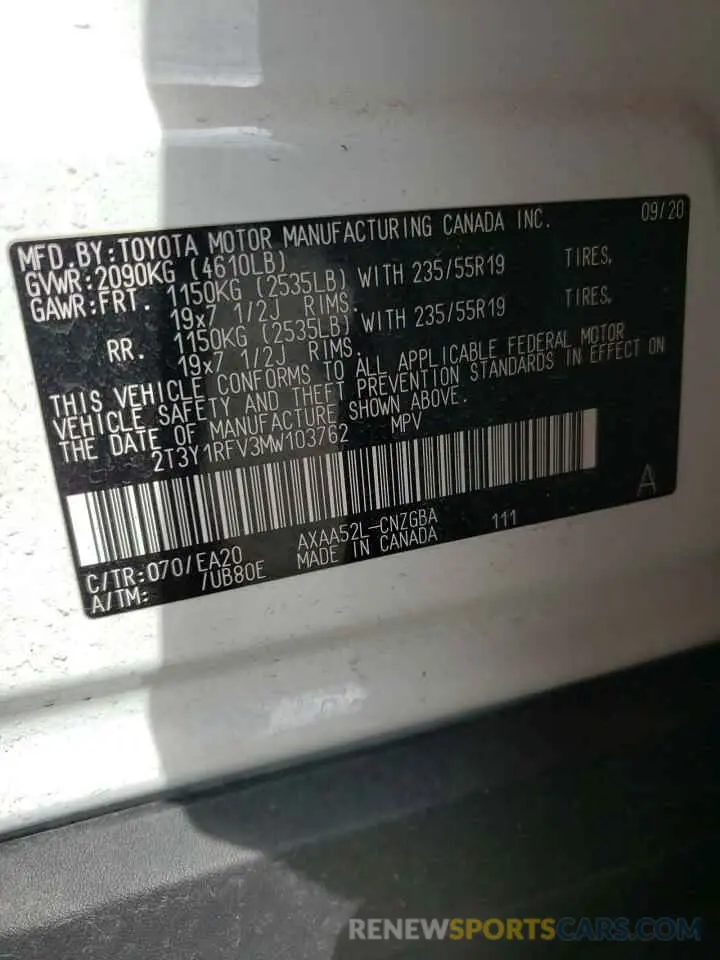 MFD.BY:TOYOTA MOTOR MANUFACTURING CANADA INC. 09/20
GVWR:2090KG (4610LB)
GAWR:FRT. 1150KG (2535LB) WITH 235/55R19 TIRES,
19x7 1/2J RIMS.
RR. 1150KG (2535LB) WITH 235/55R19 TIRES,
19x7 1/2J RIMS.
THIS VEHICLE CONFORMS TO ALL APPLICABLE FEDERAL MOTOR
VEHICLE SAFETY AND THEFT PREVENTION STANDARDS IN EFFECT ON
THE DATE OF MANUFACTURE SHOWN ABOVE.
2T3Y1RFV3MW103762 MPV
A
C/TR:070/EA20 AXAA52L-CNZGBA 111
A/TM: /UB80E MADE IN CANADA
RENEWSPORTSCARS.COM